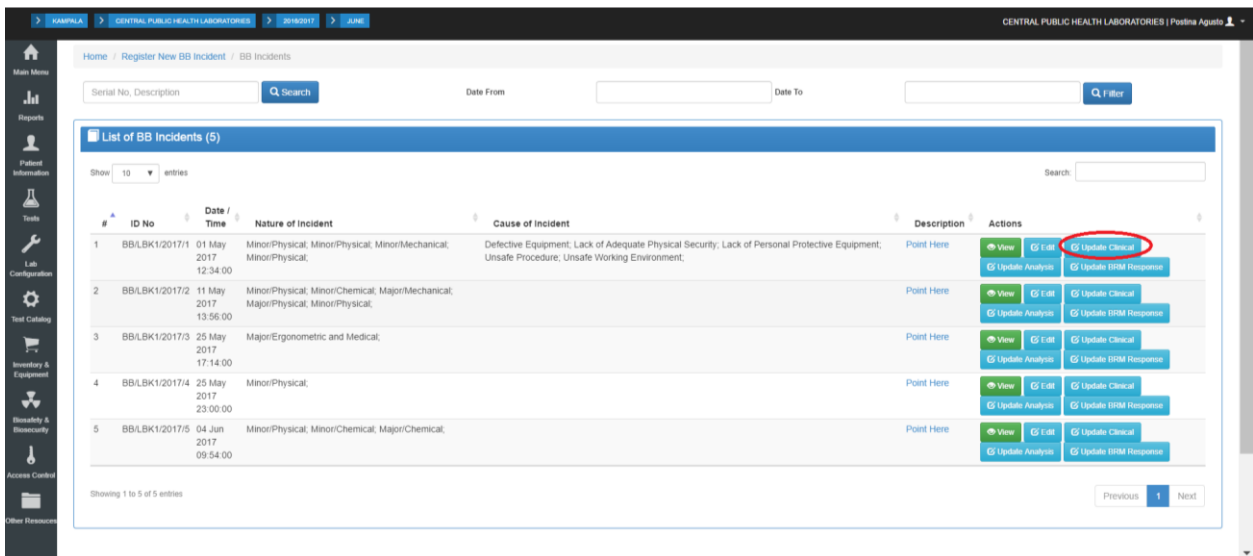 KAMPALA CENTRAL PUBLIC HEALTH LABORATORIES 2016/2017 JUNE CENTRAL PUBLIC HEALTH LABORATORIES | Postina Agusto
Main Menu
Reports
Patient Information
Tests
Lab Configuration
Test Catalog
Inventory & Equipment
Biosafety & Biosecurity
Access Control
Other Resouces
Home / Register New BB Incident / BB Incidents
Serial No, Description Search Date From Date To Filter
List of BB Incidents (5)
Show 10 entries Search:
# ID No Date / Time Nature of Incident Cause of Incident Description Actions
1 BB/LBK1/2017/1 01 May Minor/Physical; Minor/Physical; Minor/Mechanical; Defective Equipment; Lack of Adequate Physical Security; Lack of Personal Protective Equipment; Point Here View Edit Update Clinical
2017 Minor/Physical; Unsafe Procedure; Unsafe Working Environment;
12:34:00 Update Analysis Update BRM Response
2 BB/LBK1/2017/2 11 May Minor/Physical; Minor/Chemical; Major/Mechanical; Point Here View Edit Update Clinical
2017 Major/Physical; Minor/Physical;
13:56:00 Update Analysis Update BRM Response
3 BB/LBK1/2017/3 25 May Major/Ergonometric and Medical; Point Here View Edit Update Clinical
2017
17:14:00 Update Analysis Update BRM Response
4 BB/LBK1/2017/4 25 May Minor/Physical; Point Here View Edit Update Clinical
2017
23:00:00 Update Analysis Update BRM Response
5 BB/LBK1/2017/5 04 Jun Minor/Physical; Minor/Chemical; Major/Chemical; Point Here View Edit Update Clinical
2017
09:54:00 Update Analysis Update BRM Response
Showing 1 to 5 of 5 entries Previous 1 Next